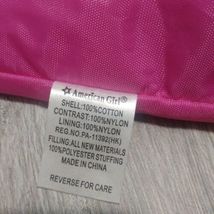 ★ American Girl®
SHELL:100%COTTON
CONTRAST:100%NYLON
LINING:100%NYLON
REG.NO.PA-11392(HK)
FILLING:ALL NEW MATERIALS
100%POLYESTER STUFFING
MADE IN CHINA
REVERSE FOR CARE